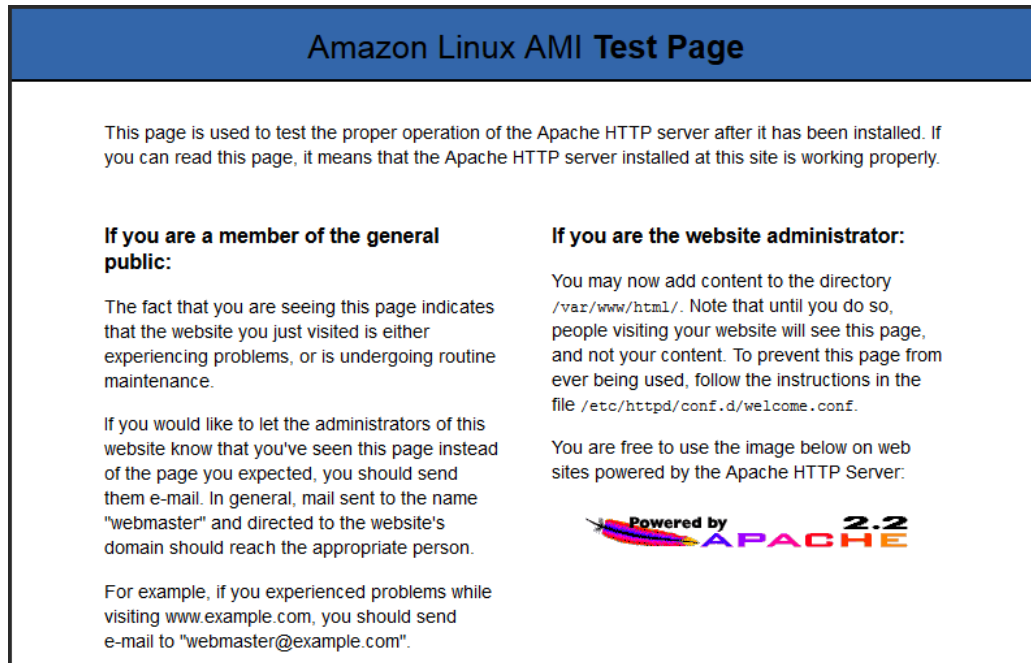 Amazon Linux AMI Test Page
This page is used to test the proper operation of the Apache HTTP server after it has been installed. If
you can read this page, it means that the Apache HTTP server installed at this site is working properly.
If you are a member of the general
public:
The fact that you are seeing this page indicates
that the website you just visited is either
experiencing problems, or is undergoing routine
maintenance.
If you would like to let the administrators of this
website know that you've seen this page instead
of the page you expected, you should send
them e-mail. In general, mail sent to the name
"webmaster" and directed to the website's
domain should reach the appropriate person.
For example, if you experienced problems while
visiting www.example.com, you should send
e-mail to "webmaster@example.com".
If you are the website administrator:
You may now add content to the directory
/var/www/html/. Note that until you do so,
people visiting your website will see this page,
and not your content. To prevent this page from
ever being used, follow the instructions in the
file /etc/httpd/conf.d/welcome.conf.
You are free to use the image below on web
sites powered by the Apache HTTP Server:
Powered by 2.2
APACHE